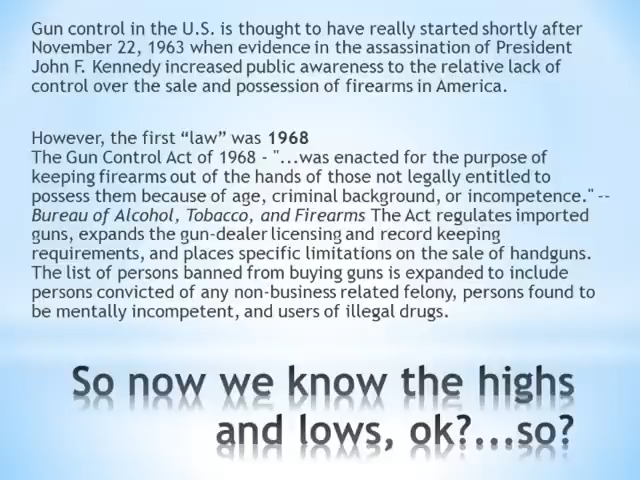 Gun control in the U.S. is thought to have really started shortly after
November 22, 1963 when evidence in the assassination of President
John F. Kennedy increased public awareness to the relative lack of
control over the sale and possession of firearms in America.
However, the first “law” was 1968
The Gun Control Act of 1968 - "...was enacted for the purpose of
keeping firearms out of the hands of those not legally entitled to
possess them because of age, criminal background, or incompetence." --
Bureau of Alcohol, Tobacco, and Firearms The Act regulates imported
guns, expands the gun-dealer licensing and record keeping
requirements, and places specific limitations on the sale of handguns.
The list of persons banned from buying guns is expanded to include
persons convicted of any non-business related felony, persons found to
be mentally incompetent, and users of illegal drugs.
So now we know the highs
and lows, ok?...so?